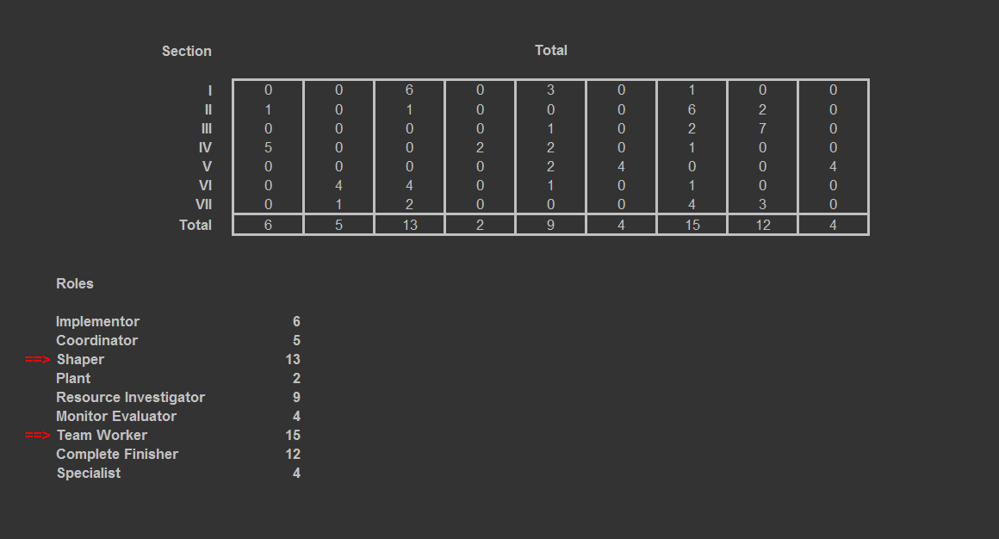 Section Total
I 0 0 6 0 3 0 1 0 0
II 1 0 1 0 0 0 6 2 0
III 0 0 0 0 1 0 2 7 0
IV 5 0 0 2 2 0 1 0 0
V 0 0 0 0 2 4 0 0 4
VI 0 4 4 0 1 0 1 0 0
VII 0 1 2 0 0 0 4 3 0
Total 6 5 13 2 9 4 15 12 4
Roles
Implementor 6
Coordinator 5
==> Shaper 13
Plant 2
Resource Investigator 9
Monitor Evaluator 4
==> Team Worker 15
Complete Finisher 12
Specialist 4